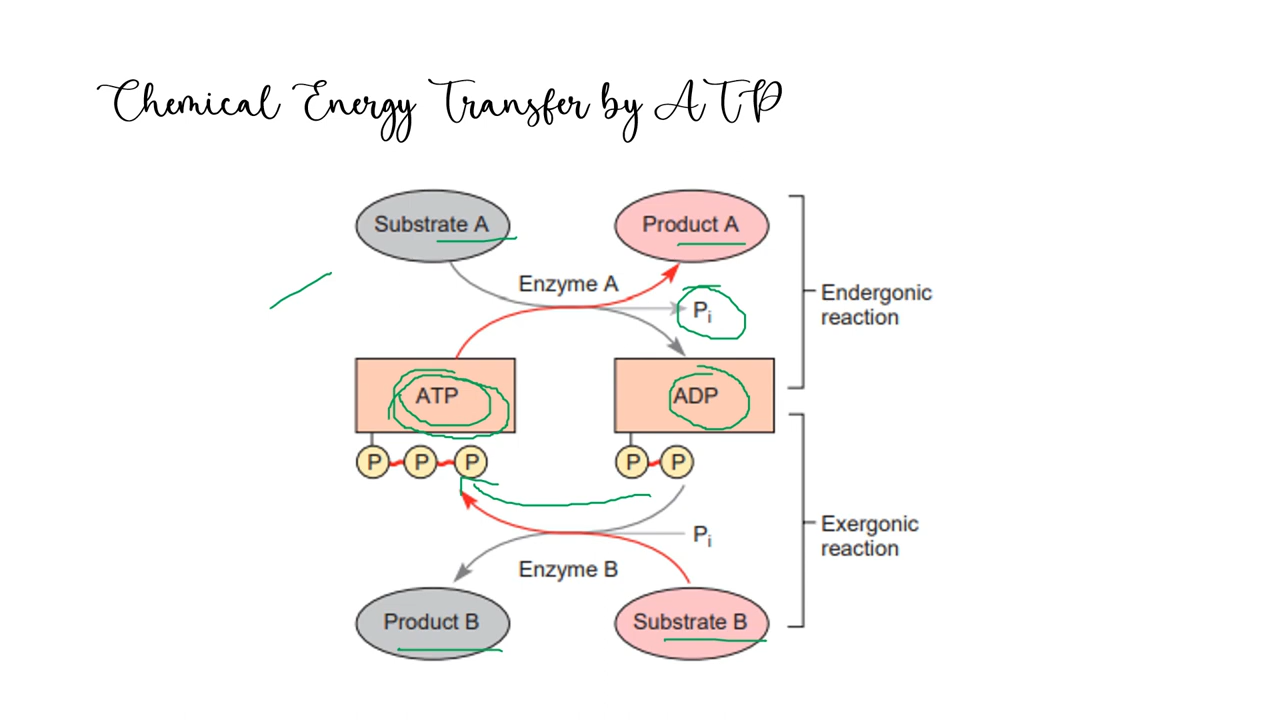 Chemical Energy Transfer by ATP
Substrate A
Product A
Enzyme A
Pi
Endergonic
reaction
ATP
ADP
P P P
P P
Exergonic
reaction
Pi
Enzyme B
Product B
Substrate B